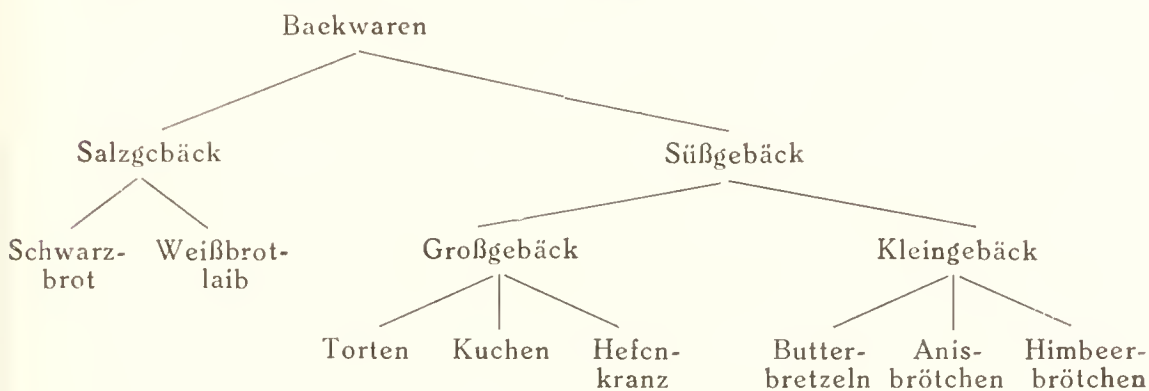 Backwaren
Salzgebäck Süßgebäck
Schwarz- Weißbrot-
brot laib
Großgebäck Kleingebäck
Torten Kuchen Hefen-
kranz
Butter- Anis- Himbeer-
bretzeln brötchen brötchen